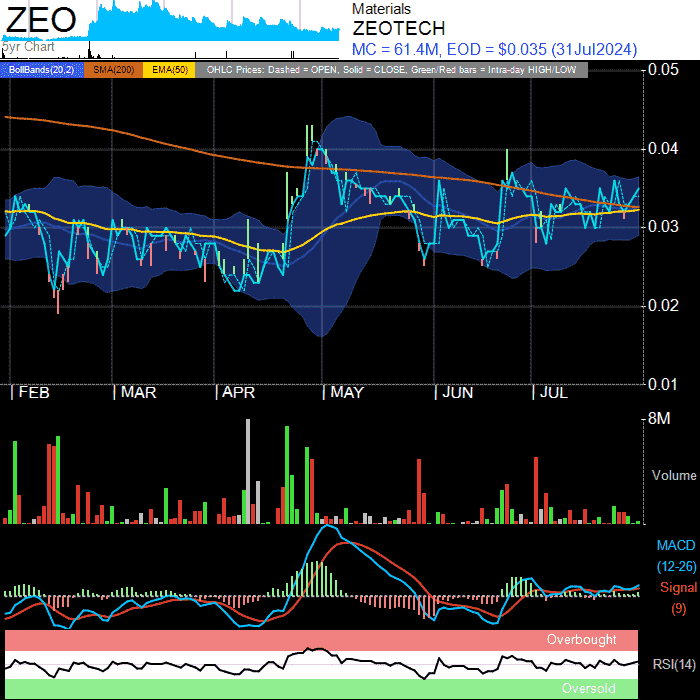 ZEO
5yr Chart
Materials
ZEOTECH
MC = 61.4M, EOD = $0.035 (31Jul2024)
BollBands(20,2) SMA(200) EMA(50) OHLC Prices: Dashed = OPEN, Solid = CLOSE, Green/Red bars = Intra-day HIGH/LOW
0.05
0.04
0.03
0.02
0.01
FEB MAR APR MAY JUN JUL
8M
Volume
MACD
(12-26)
Signal
(9)
Overbought
RSI(14)
Oversold